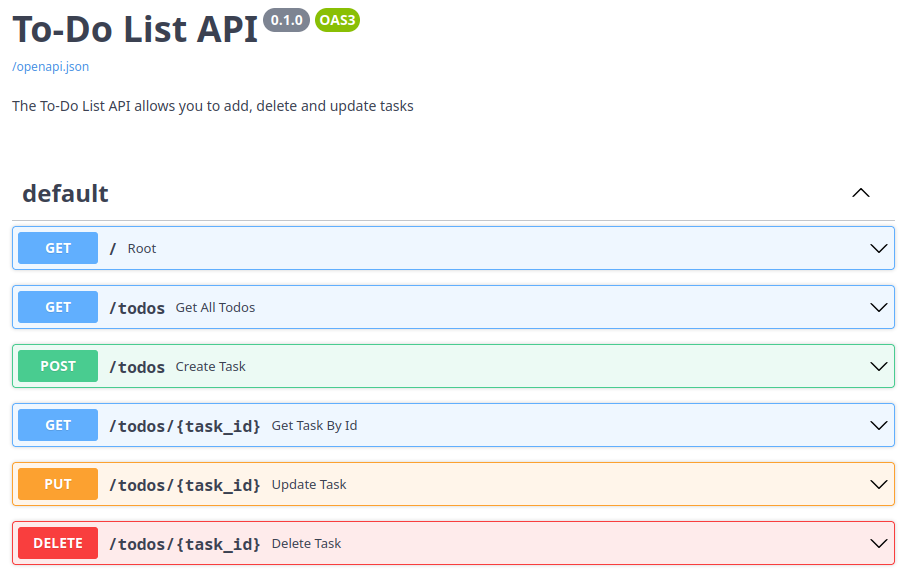 To-Do List API 0.1.0 OAS3
/openapi.json
The To-Do List API allows you to add, delete and update tasks
default
GET / Root
GET /todos Get All Todos
POST /todos Create Task
GET /todos/{task_id} Get Task By Id
PUT /todos/{task_id} Update Task
DELETE /todos/{task_id} Delete Task